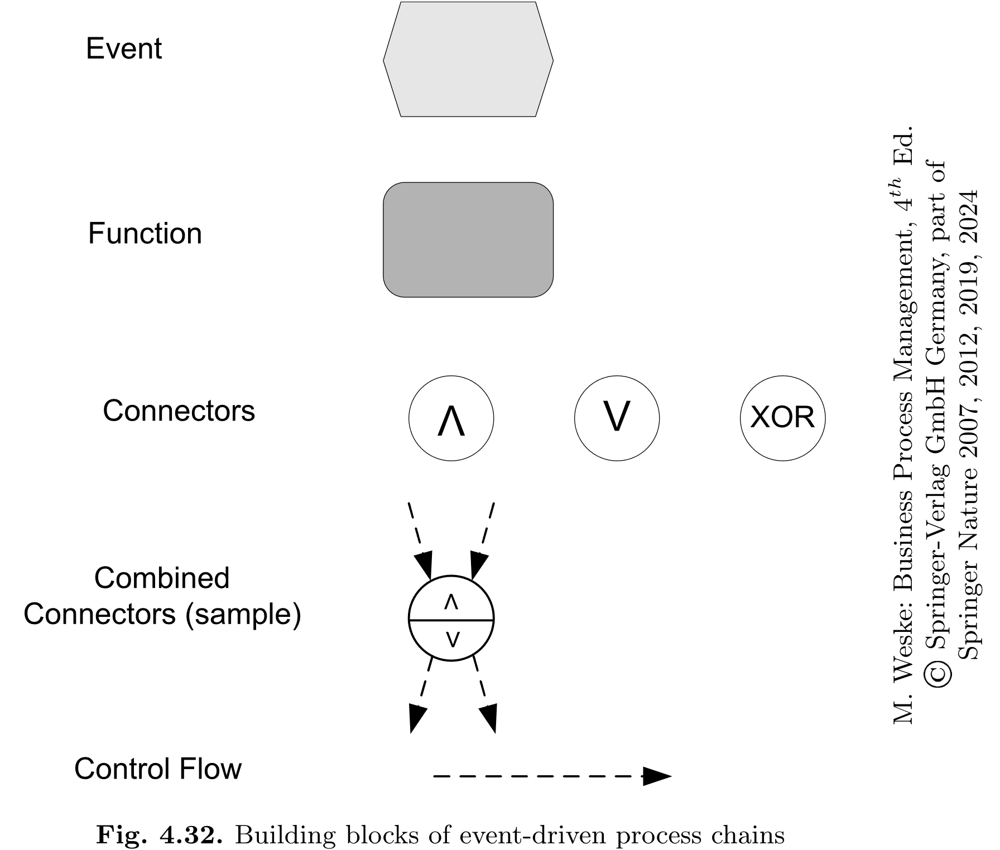 Event
Function
Connectors
Λ V XOR
Combined
Connectors (sample)
Λ
V
Control Flow
Fig. 4.32. Building blocks of event-driven process chains
M. Weske: Business Process Management, 4th Ed.
© Springer-Verlag GmbH Germany, part of
Springer Nature 2007, 2012, 2019, 2024